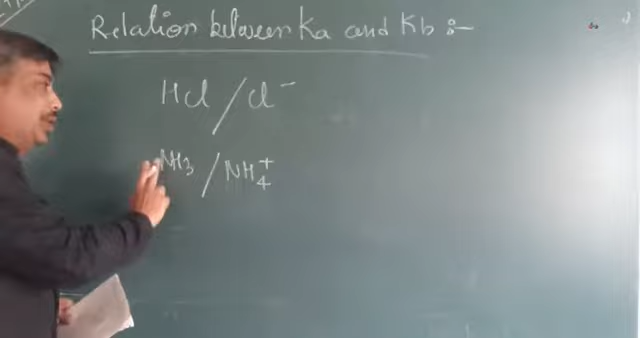 Relation between Ka and Kb :-
HCl / Cl⁻
NH₃ / NH₄⁺